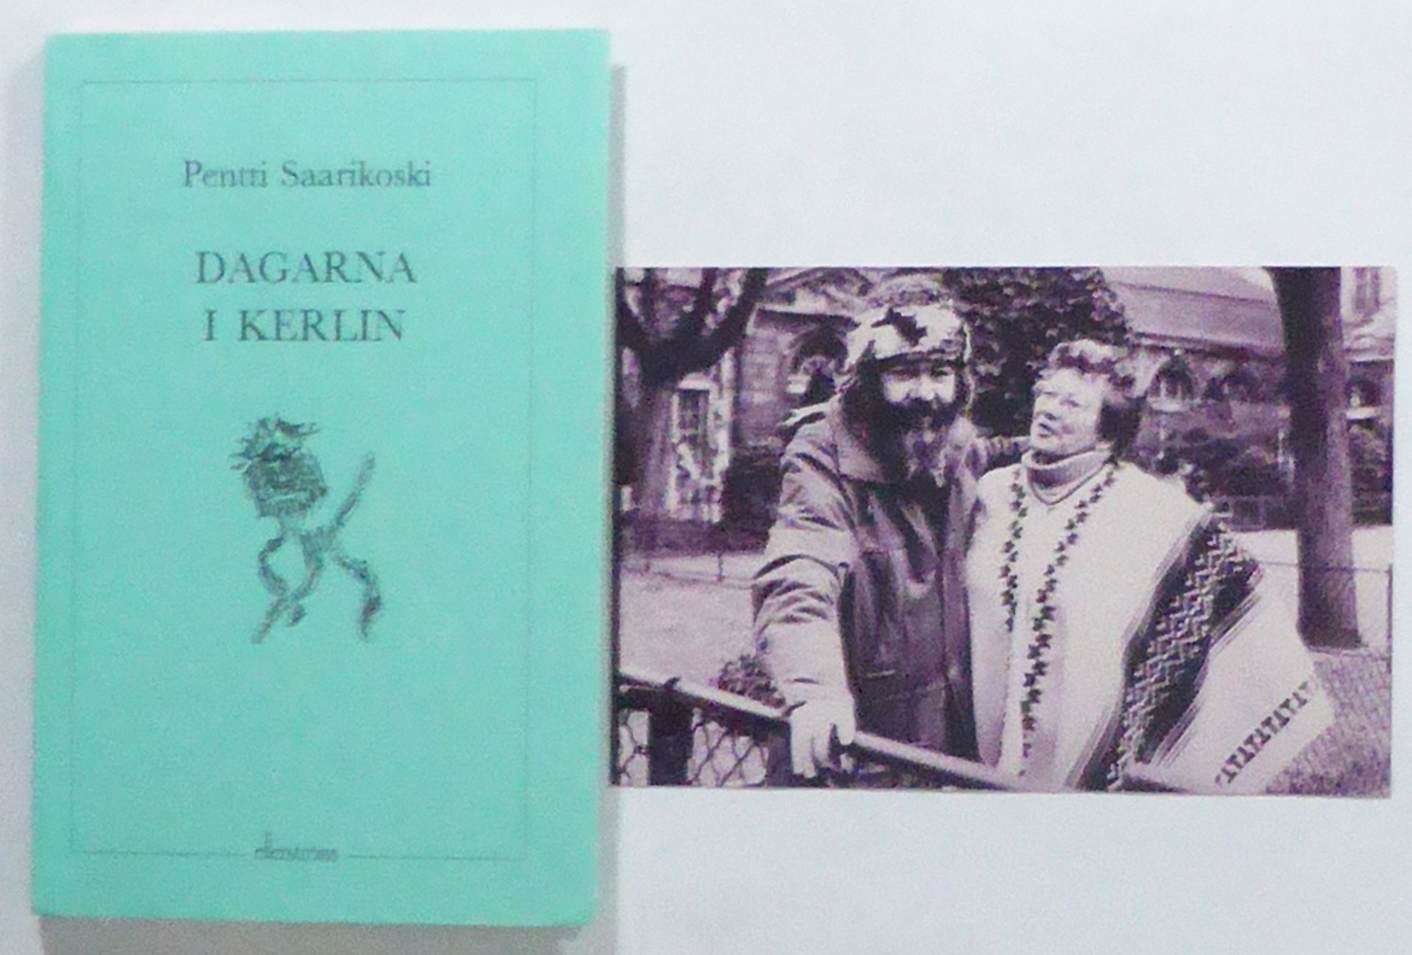 Pentti Saarikoski
DAGARNA
I KERLIN